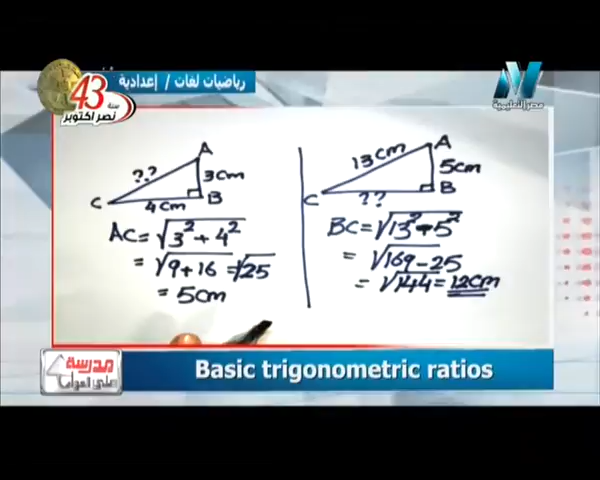 رياضيات لغات / إعدادية
43
سنة
نصر أكتوبر
مصر التعليمية
A
??
3cm
C
4cm
B
AC = √3² + 4²
= √9 + 16 = √25
= 5cm
A
13cm
5cm
C
??
B
BC = √13² - 5²
= √169 - 25
= √144 = 12cm
مدرسة
على الهواء
Basic trigonometric ratios